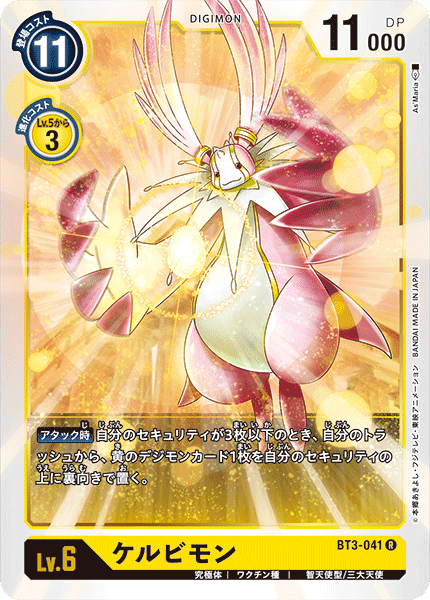 登場コスト
11
DIGIMON
11000
DP
進化コスト
Lv.5から
3
As'Maria
アタック時 自分のセキュリティが3枚以下のとき、自分のトラ
ッシュから、黄のデジモンカード1枚を自分のセキュリティの
上に裏向きで置く。
©本郷あきよし・フジテレビ・東映アニメーション BANDAI MADE IN JAPAN
BT3-041 R
Lv.6
ケルビモン
究極体 | ワクチン種 | 智天使型/三大天使